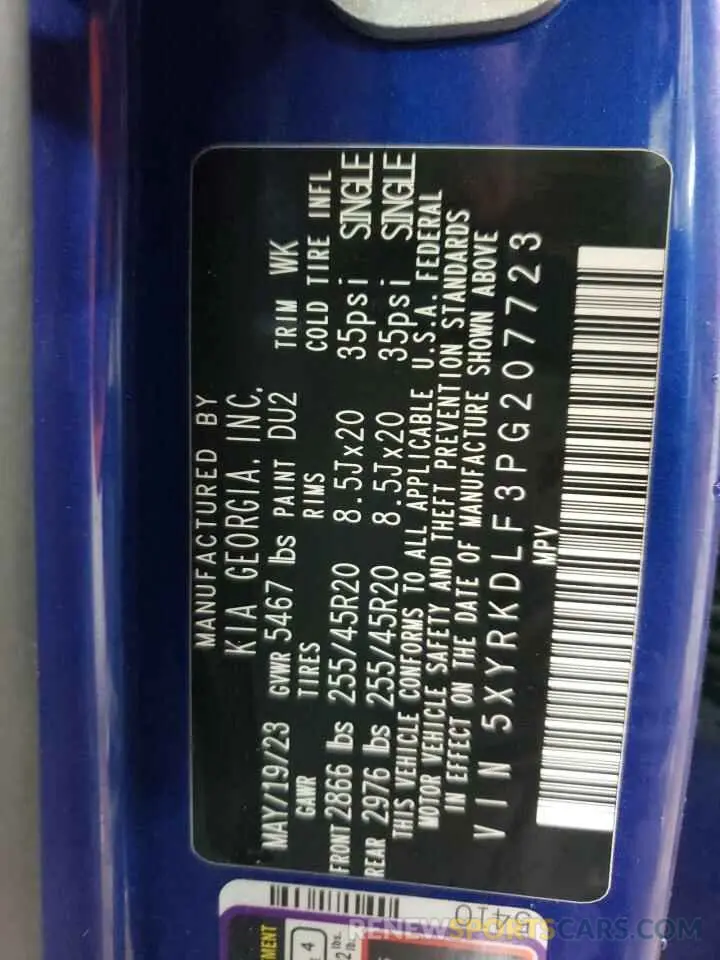 MANUFACTURED BY
KIA GEORGIA, INC.
MAY/19/23 GVWR 5467 lbs PAINT DU2 TRIM WK
GAWR TIRES RIMS COLD TIRE INFL
FRONT 2866 lbs 255/45R20 8.5Jx20 35psi SINGLE
REAR 2976 lbs 255/45R20 8.5Jx20 35psi SINGLE
THIS VEHICLE CONFORMS TO ALL APPLICABLE U.S.A. FEDERAL
MOTOR VEHICLE SAFETY AND THEFT PREVENTION STANDARDS
IN EFFECT ON THE DATE OF MANUFACTURE SHOWN ABOVE
VIN 5XYRKDLF3PG207723
MPV
4
lbs.
RENEWSPORTSCARS.COM